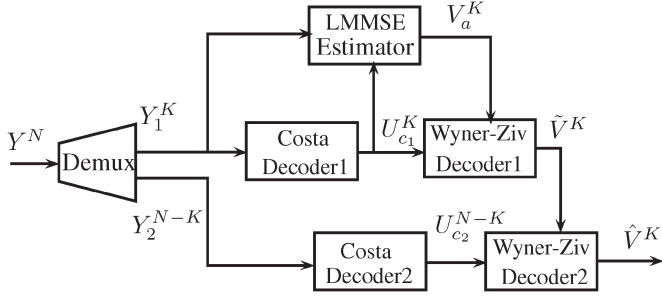 V_a^K
LMMSE
Estimator
Y^N
Y_1^K
Demux
Costa
Decoder1
U_{c_1}^K
Wyner-Ziv
Decoder1
Ṽ^K
Y_2^{N-K}
Costa
Decoder2
U_{c_2}^{N-K}
Wyner-Ziv
Decoder2
V̂^K